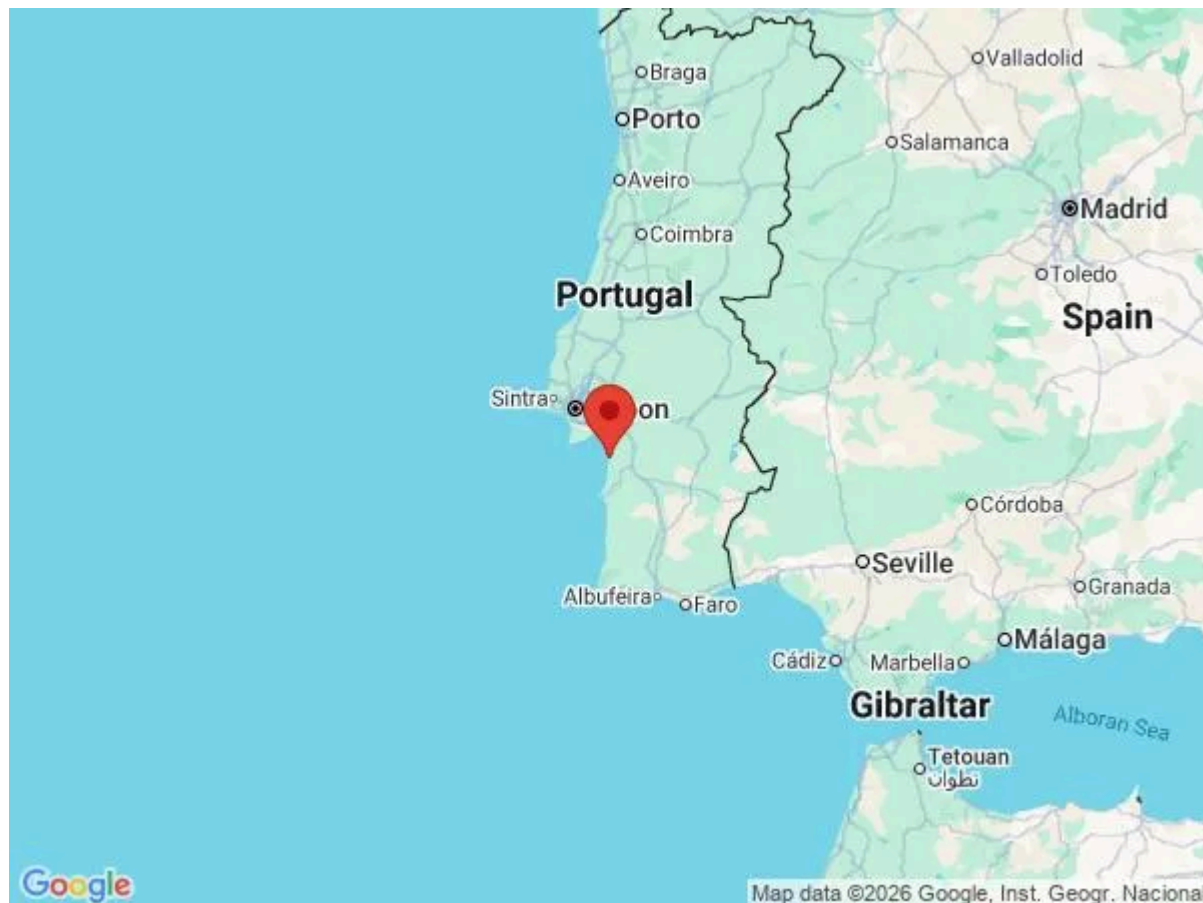 Braga
Valladolid
Porto
Salamanca
Aveiro
Madrid
Coimbra
Toledo
Portugal
Spain
Sintra
on
Córdoba
Seville
Granada
Albufeira
Faro
Málaga
Cádiz
Marbella
Gibraltar
Alboran Sea
Tetouan
تطوان
Google
Map data ©2026 Google, Inst. Geogr. Nacional